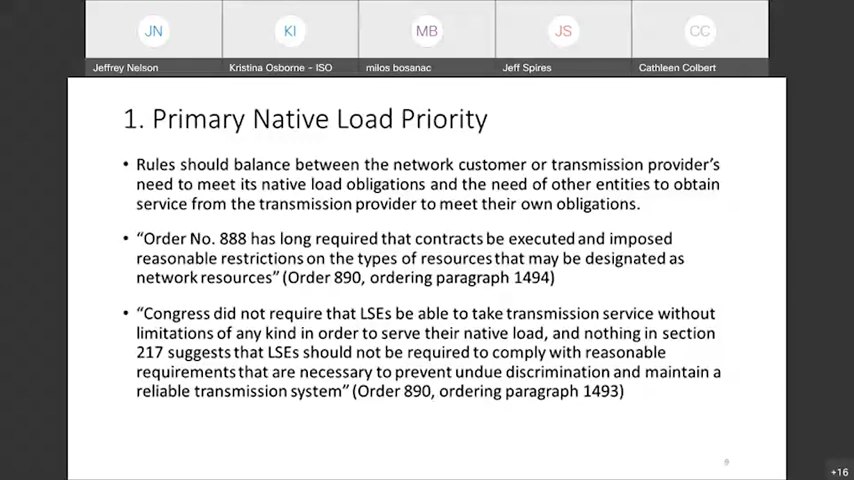 JN
KI
MB
JS
CC
Jeffrey Nelson
Kristina Osborne - ISO
milos bosanac
Jeff Spires
Cathleen Colbert
1. Primary Native Load Priority
• Rules should balance between the network customer or transmission provider's
need to meet its native load obligations and the need of other entities to obtain
service from the transmission provider to meet their own obligations.
• “Order No. 888 has long required that contracts be executed and imposed
reasonable restrictions on the types of resources that may be designated as
network resources” (Order 890, ordering paragraph 1494)
• “Congress did not require that LSEs be able to take transmission service without
limitations of any kind in order to serve their native load, and nothing in section
217 suggests that LSEs should not be required to comply with reasonable
requirements that are necessary to prevent undue discrimination and maintain a
reliable transmission system” (Order 890, ordering paragraph 1493)
+16